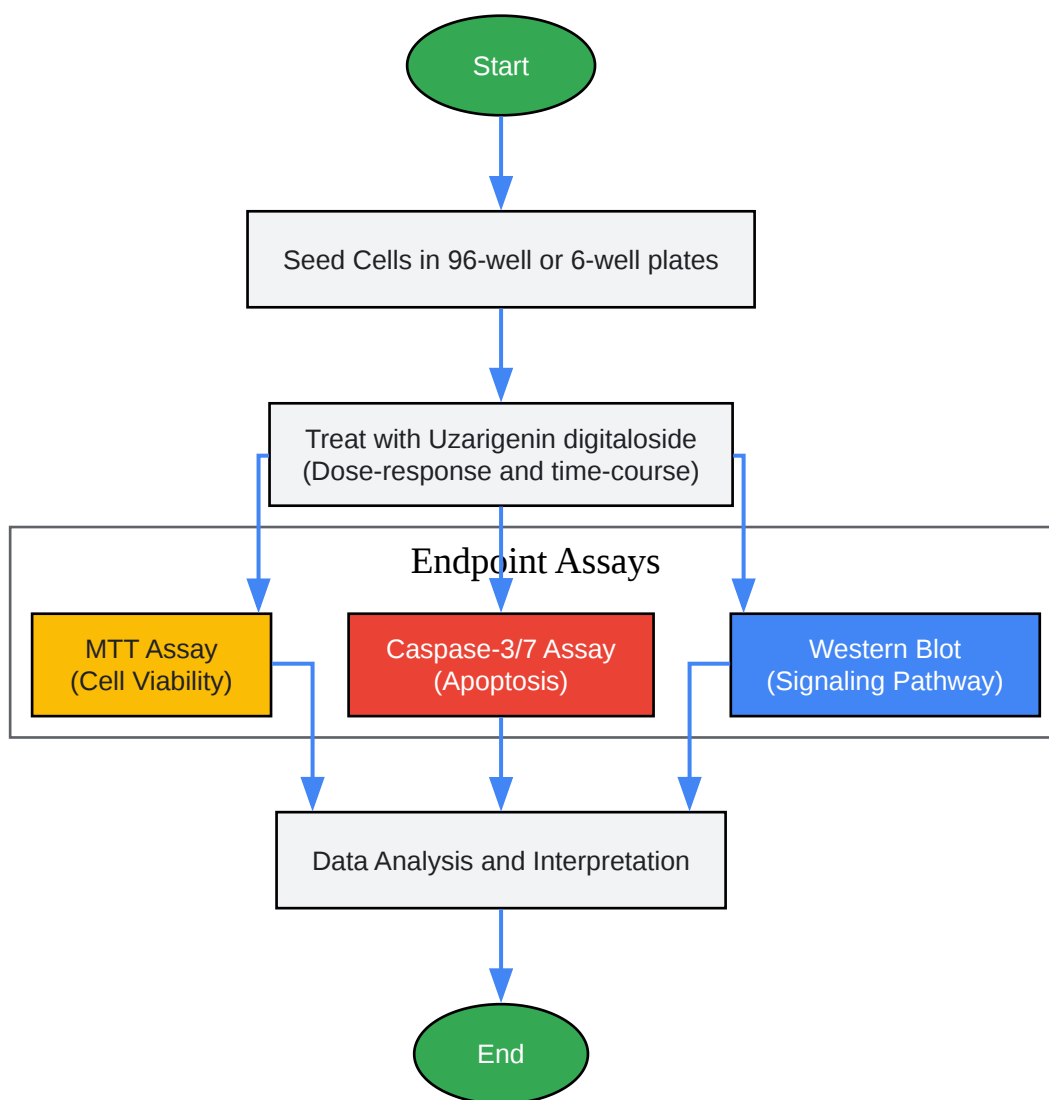 Start
Seed Cells in 96-well or 6-well plates
Treat with Uzarigenin digitaloside
(Dose-response and time-course)
Endpoint Assays
MTT Assay
(Cell Viability)
Caspase-3/7 Assay
(Apoptosis)
Western Blot
(Signaling Pathway)
Data Analysis and Interpretation
End